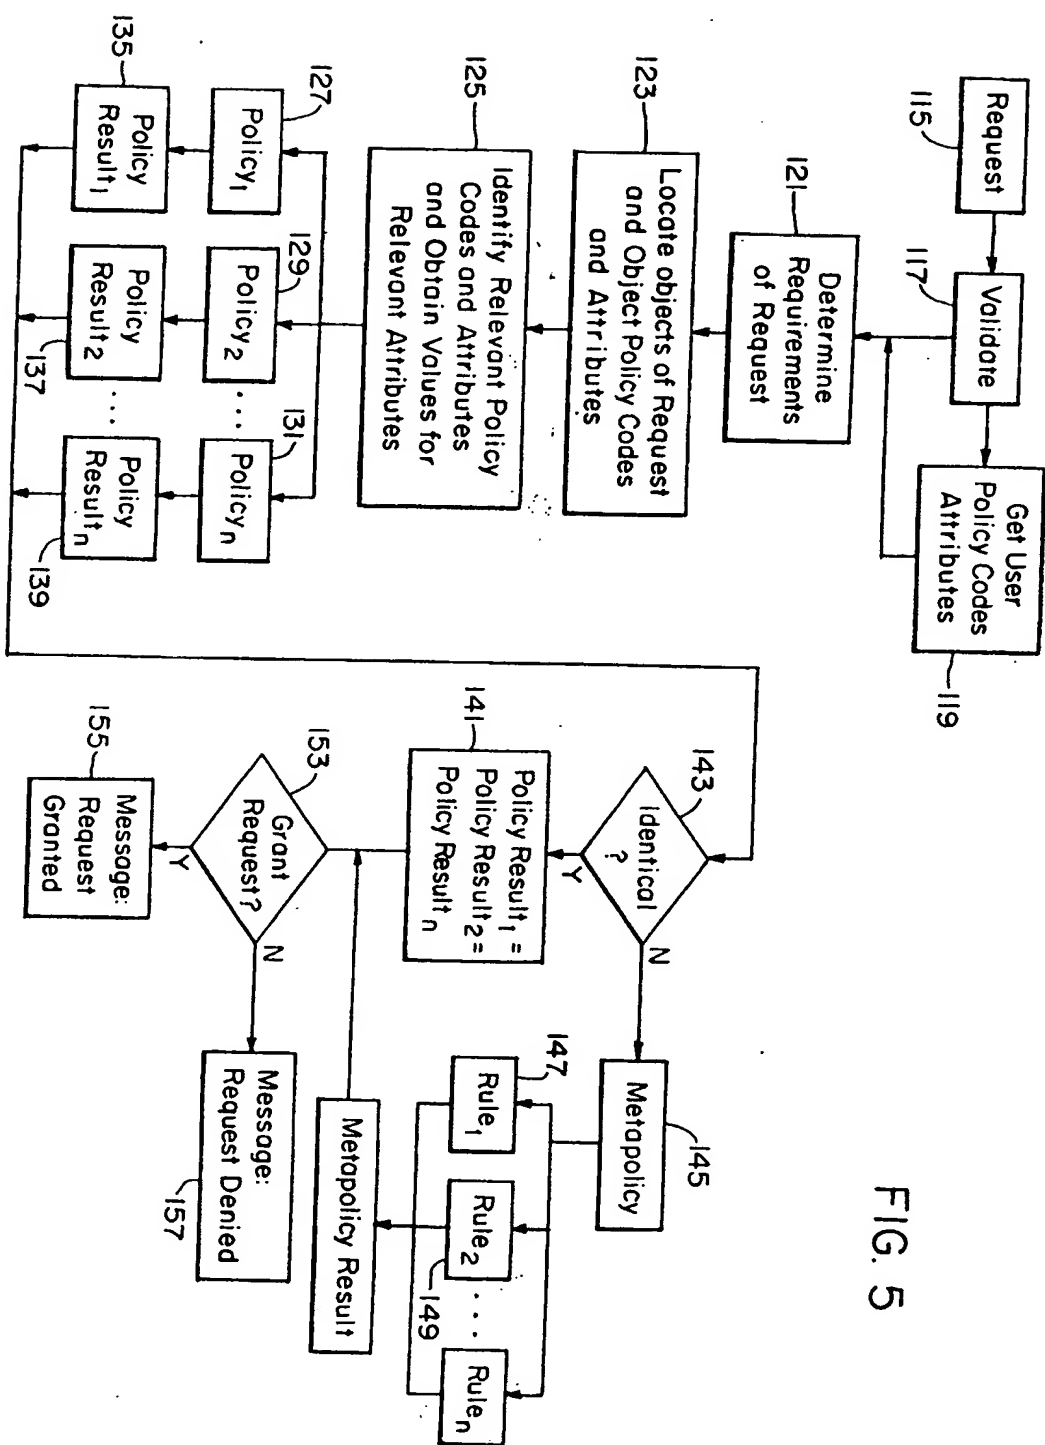 Request
115
117
Validate
Get User
Policy Codes
Attributes
119
121
Determine
Requirements
of Request
123
Locate objects of Request
and Object Policy Codes
and Attributes
125
Identify Relevant Policy
Codes and Attributes
and Obtain Values for
Relevant Attributes
127
Policy1
129
Policy2
...
131
Policyn
135
Policy
Result1
Policy
Result2
137
...
Policy
Resultn
139
143
Identical
?
Y
N
Metapolicy
145
141
Policy Result1 =
Policy Result2 =
Policy Resultn
147
Rule1
Rule2
149
...
Rulen
Metapolicy Result
153
Grant
Request?
Y
N
155
Message:
Request
Granted
Message:
Request Denied
157
FIG. 5